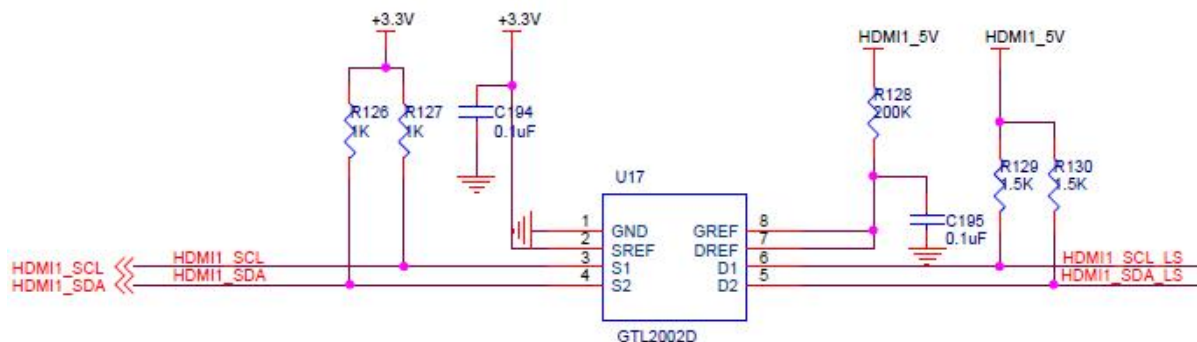 +3.3V
+3.3V
HDMI1_5V
HDMI1_5V
R126
1K
R127
1K
C194
0.1uF
R128
200K
R129
1.5K
R130
1.5K
C195
0.1uF
U17
1 GND GREF 8
2 SREF DREF 7
HDMI1_SCL HDMI1_SCL 3 S1 D1 6 HDMI1_SCL_LS
HDMI1_SDA HDMI1_SDA 4 S2 D2 5 HDMI1_SDA_LS
GTL2002D